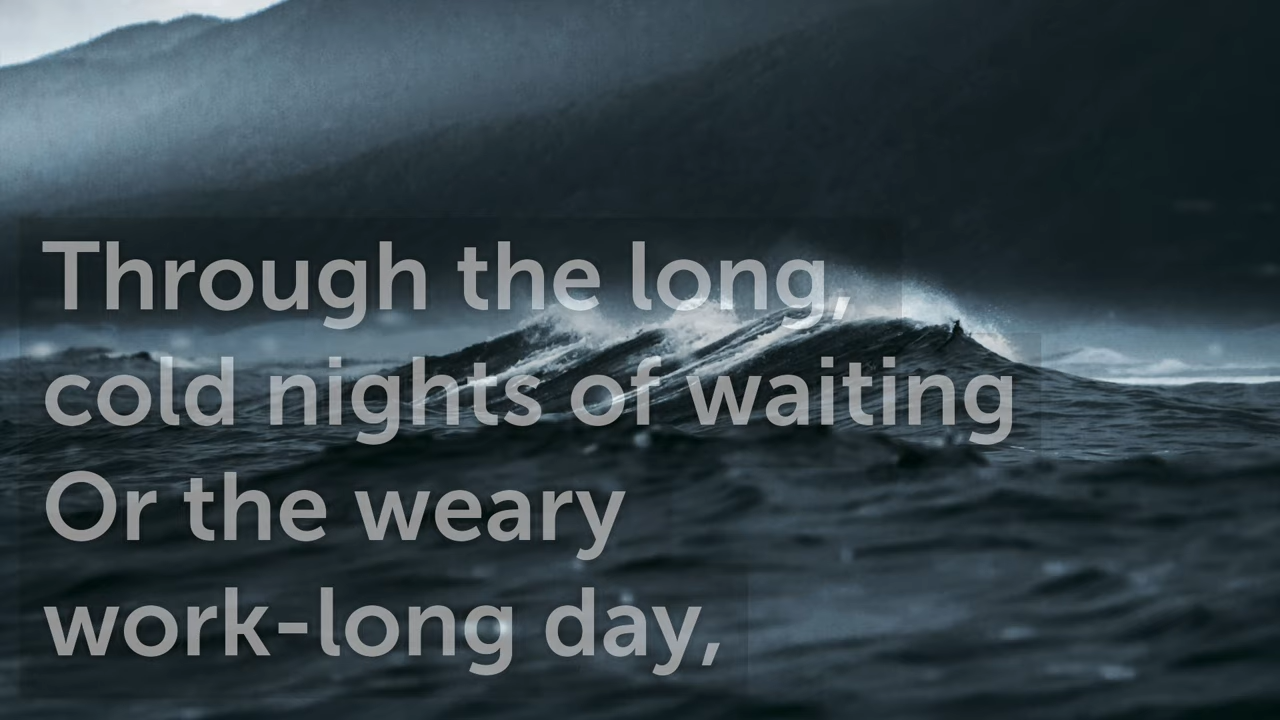 Through the long,
cold nights of waiting
Or the weary
work-long day,